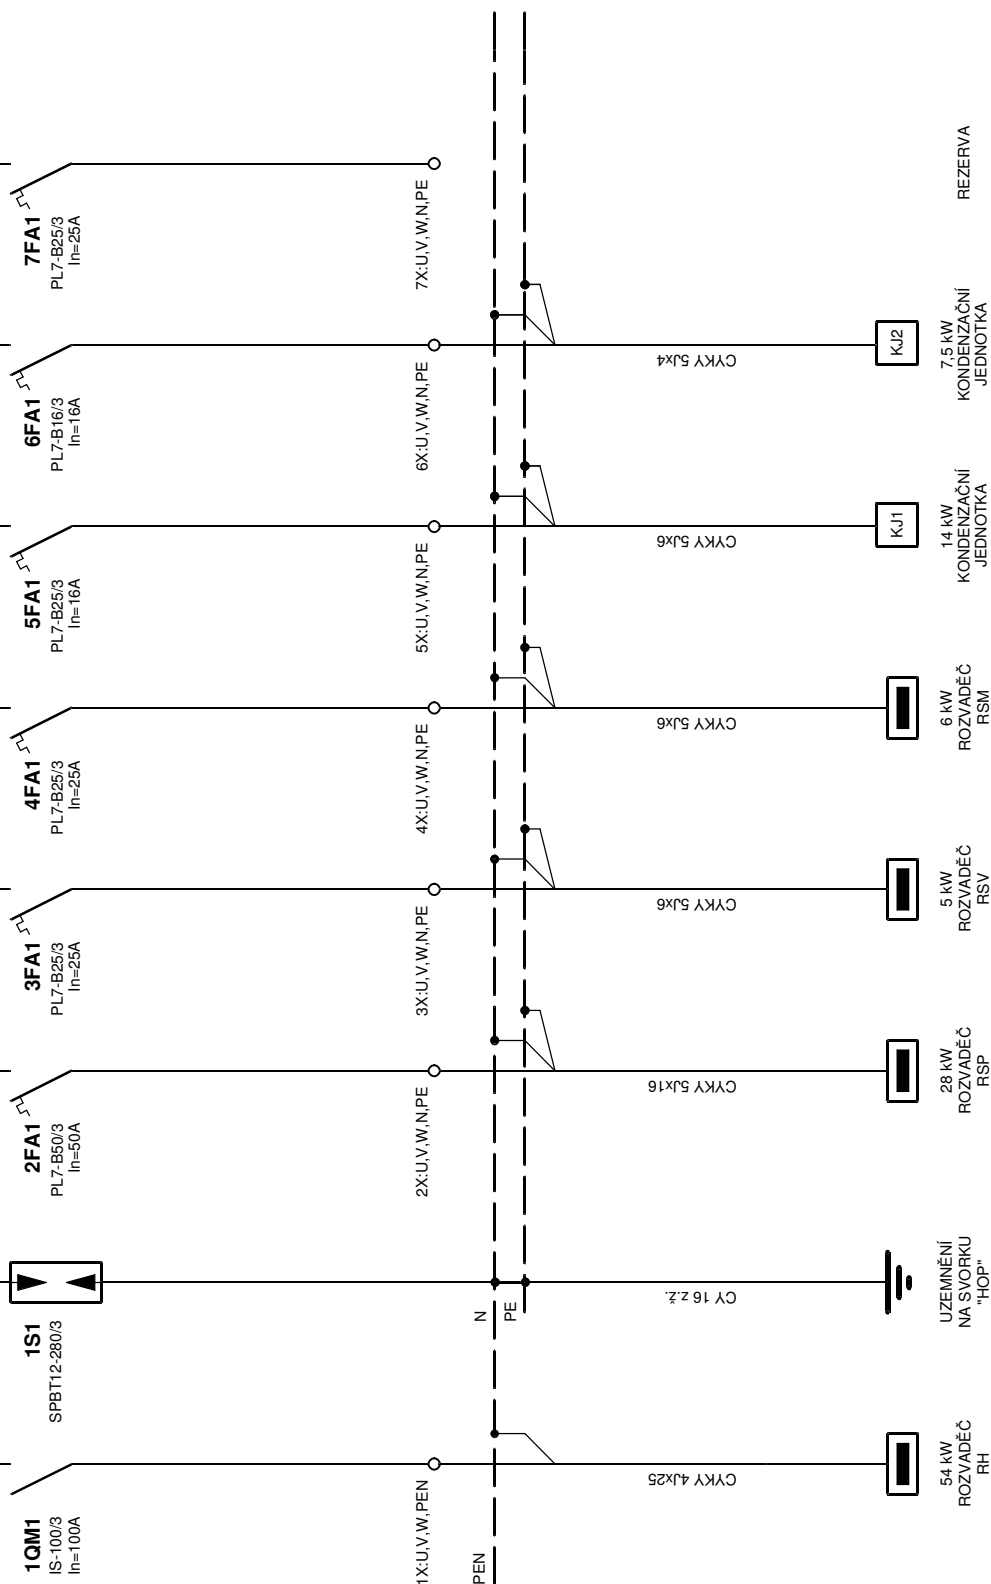 1QM1
IS-100/3
In=100A
1X:U,V,W,PEN
PEN
CYKY 4Jx25
54 kW
ROZVADĚČ
RH
1S1
SPBT12-280/3
N
PE
CY 16 z.ž.
UZEMNĚNÍ
NA SVORKU
"HOP"
2FA1
PL7-B50/3
In=50A
2X:U,V,W,N,PE
CYKY 5Jx16
28 kW
ROZVADĚČ
RSP
3FA1
PL7-B25/3
In=25A
3X:U,V,W,N,PE
CYKY 5Jx6
5 kW
ROZVADĚČ
RSV
4FA1
PL7-B25/3
In=25A
4X:U,V,W,N,PE
CYKY 5Jx6
6 kW
ROZVADĚČ
RSM
5FA1
PL7-B25/3
In=16A
5X:U,V,W,N,PE
CYKY 5Jx6
KJ1
14 kW
KONDENZAČNÍ
JEDNOTKA
6FA1
PL7-B16/3
In=16A
6X:U,V,W,N,PE
CYKY 5Jx4
KJ2
7,5 kW
KONDENZAČNÍ
JEDNOTKA
7FA1
PL7-B25/3
In=25A
7X:U,V,W,N,PE
REZERVA